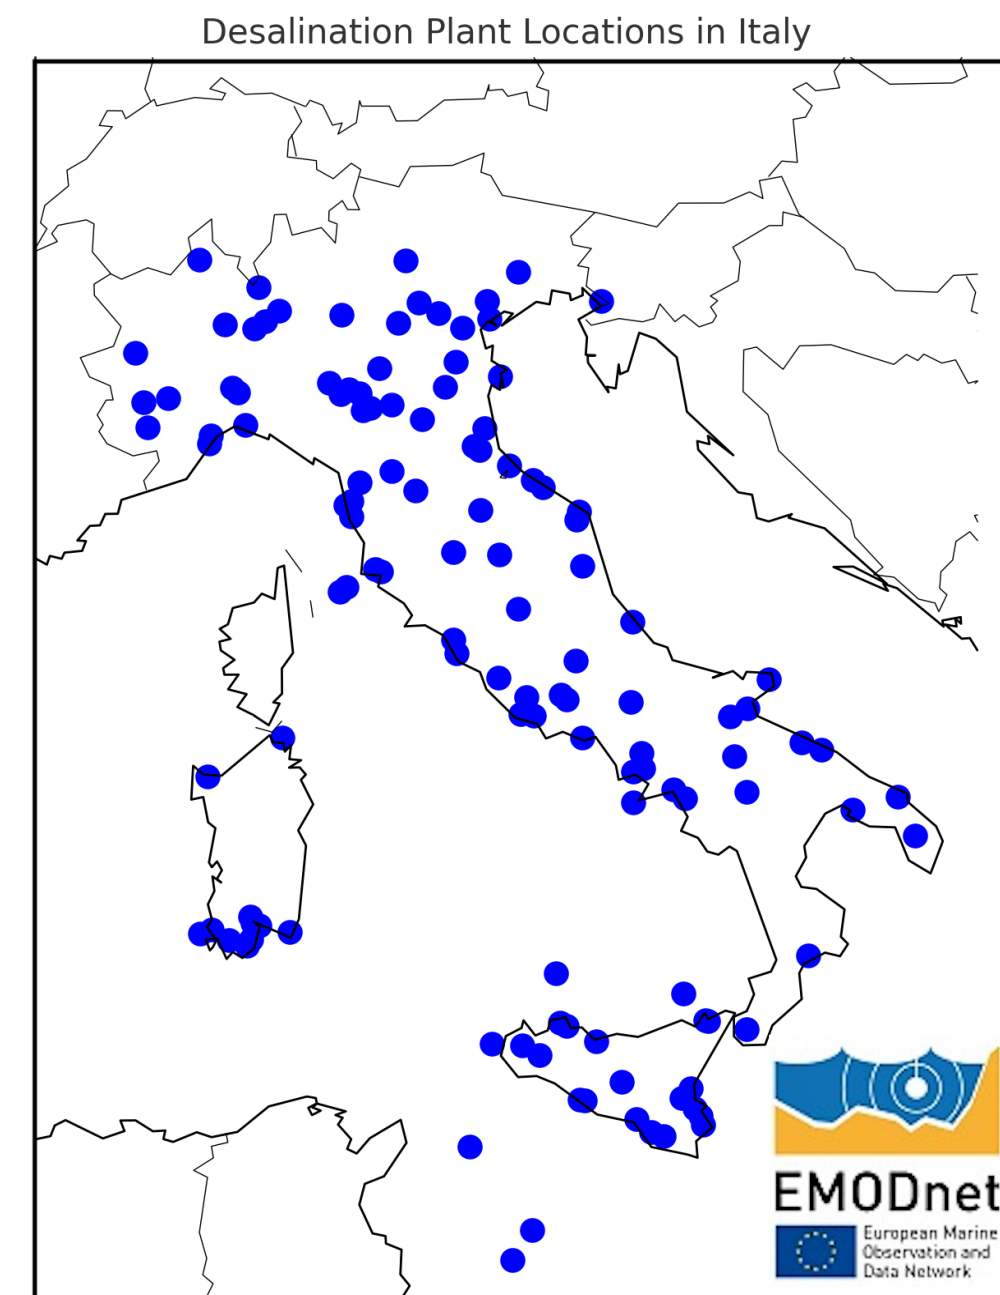 Desalination Plant Locations in Italy
EMODnet
European Marine
Observation and
Data Network